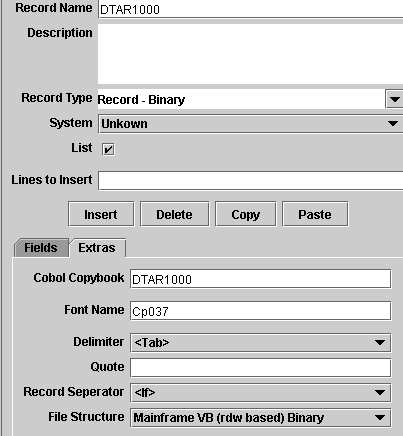 Record Name DTAR1000
Description
Record Type Record - Binary
System Unkown
List
Lines to Insert
Insert Delete Copy Paste
Fields Extras
Cobol Copybook DTAR1000
Font Name Cp037
Delimiter <Tab>
Quote
Record Seperator <lf>
File Structure Mainframe VB (rdw based) Binary